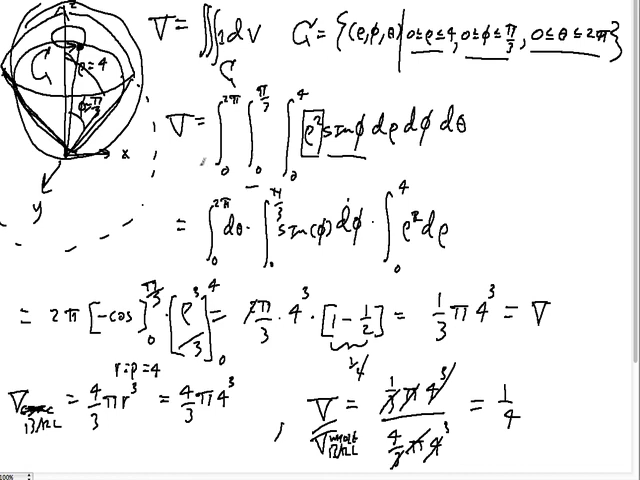 V = ∭_G 1 dV   G = {(ρ, φ, θ) | 0 ≤ ρ ≤ 4, 0 ≤ φ ≤ π/3, 0 ≤ θ ≤ 2π}
z
G
ρ = 4
φ = π/3
x
y
V = ∫_0^{2π} ∫_0^{π/3} ∫_0^4 ρ² sin φ dρ dφ dθ
= ∫_0^{2π} dθ · ∫_0^{π/3} sin(φ) dφ · ∫_0^4 ρ² dρ
= 2π [-cos]_0^{π/3} · [ρ³/3]_0^4 = 2π/3 · 4³ · [1 - 1/2] = 1/3 π 4³ = V
1/4
r = ρ = 4
V_BALL = 4/3 π r³ = 4/3 π 4³ , V / V_WHOLE BALL = (1/3 π 4³) / (4/3 π 4³) = 1/4
100%